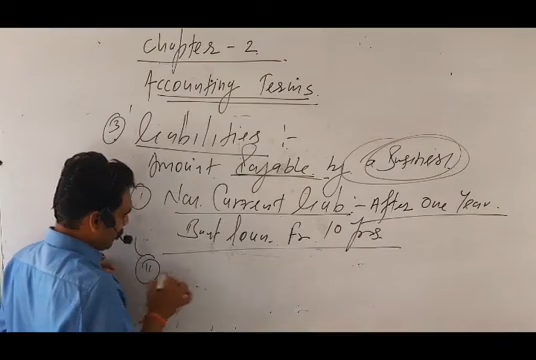 Chapter - 2
Accounting Terms.
③ Liabilities :-
Amount Payable by a Business
① Non. Current Liab :- After One Year.
Bank loan for 10 yrs